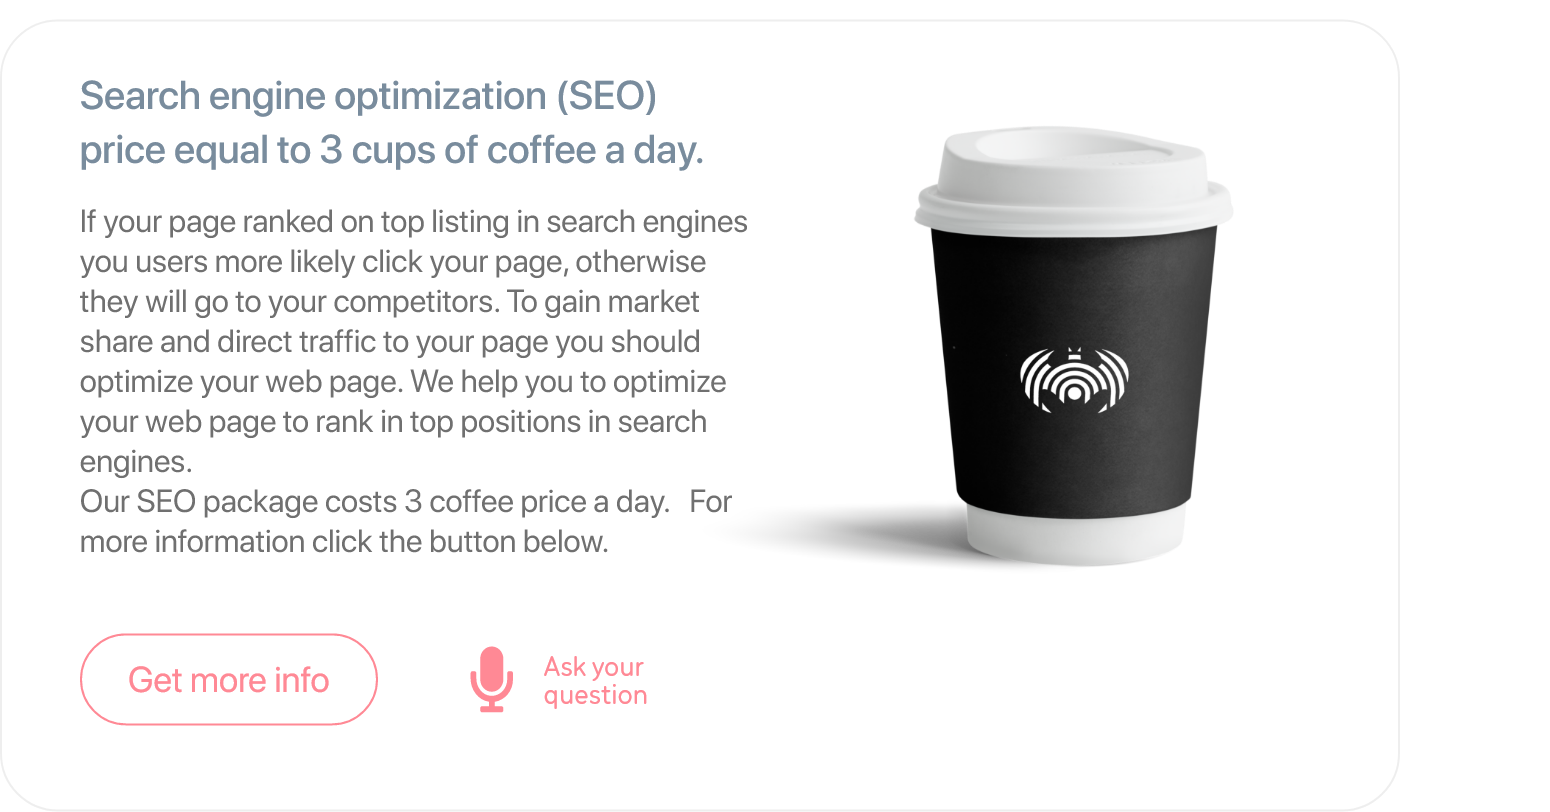 Search engine optimization (SEO)
price equal to 3 cups of coffee a day.
If your page ranked on top listing in search engines
you users more likely click your page, otherwise
they will go to your competitors. To gain market
share and direct traffic to your page you should
optimize your web page. We help you to optimize
your web page to rank in top positions in search
engines.
Our SEO package costs 3 coffee price a day.   For
more information click the button below.
Get more info
Ask your
question